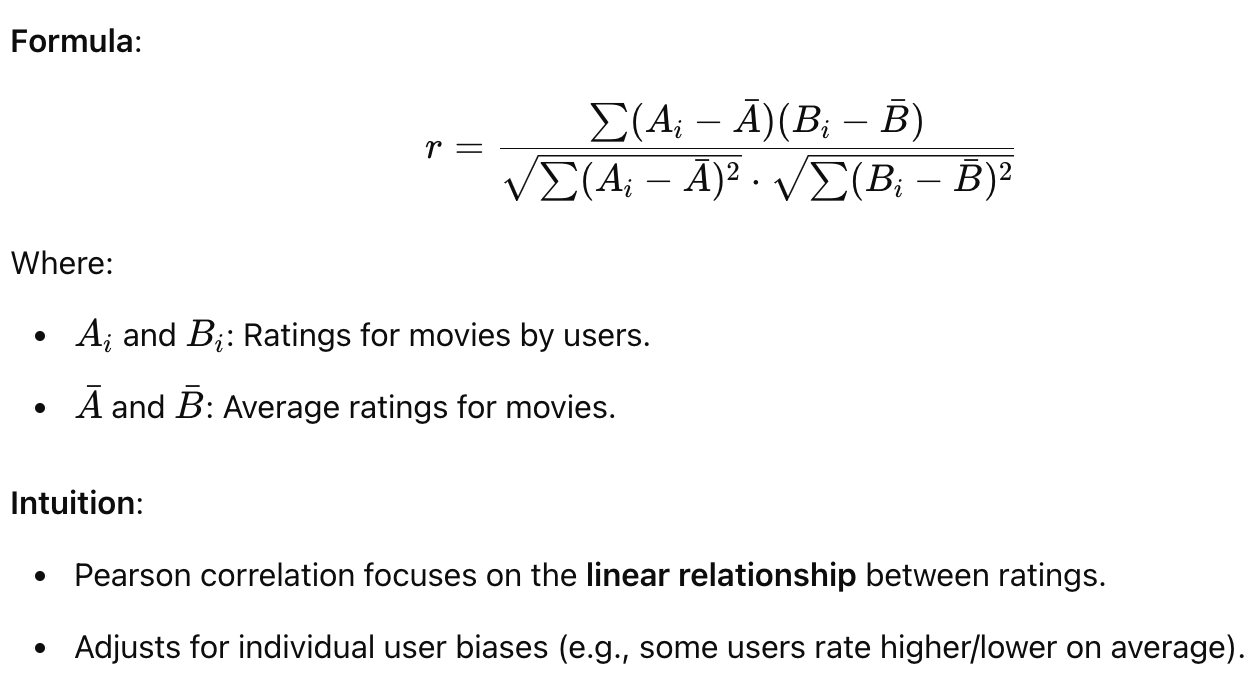 Formula:
r = \frac{\sum (A_i - \bar{A})(B_i - \bar{B})}{\sqrt{\sum (A_i - \bar{A})^2} \cdot \sqrt{\sum (B_i - \bar{B})^2}}
Where:
• A_i and B_i: Ratings for movies by users.
• \bar{A} and \bar{B}: Average ratings for movies.
Intuition:
• Pearson correlation focuses on the linear relationship between ratings.
• Adjusts for individual user biases (e.g., some users rate higher/lower on average).